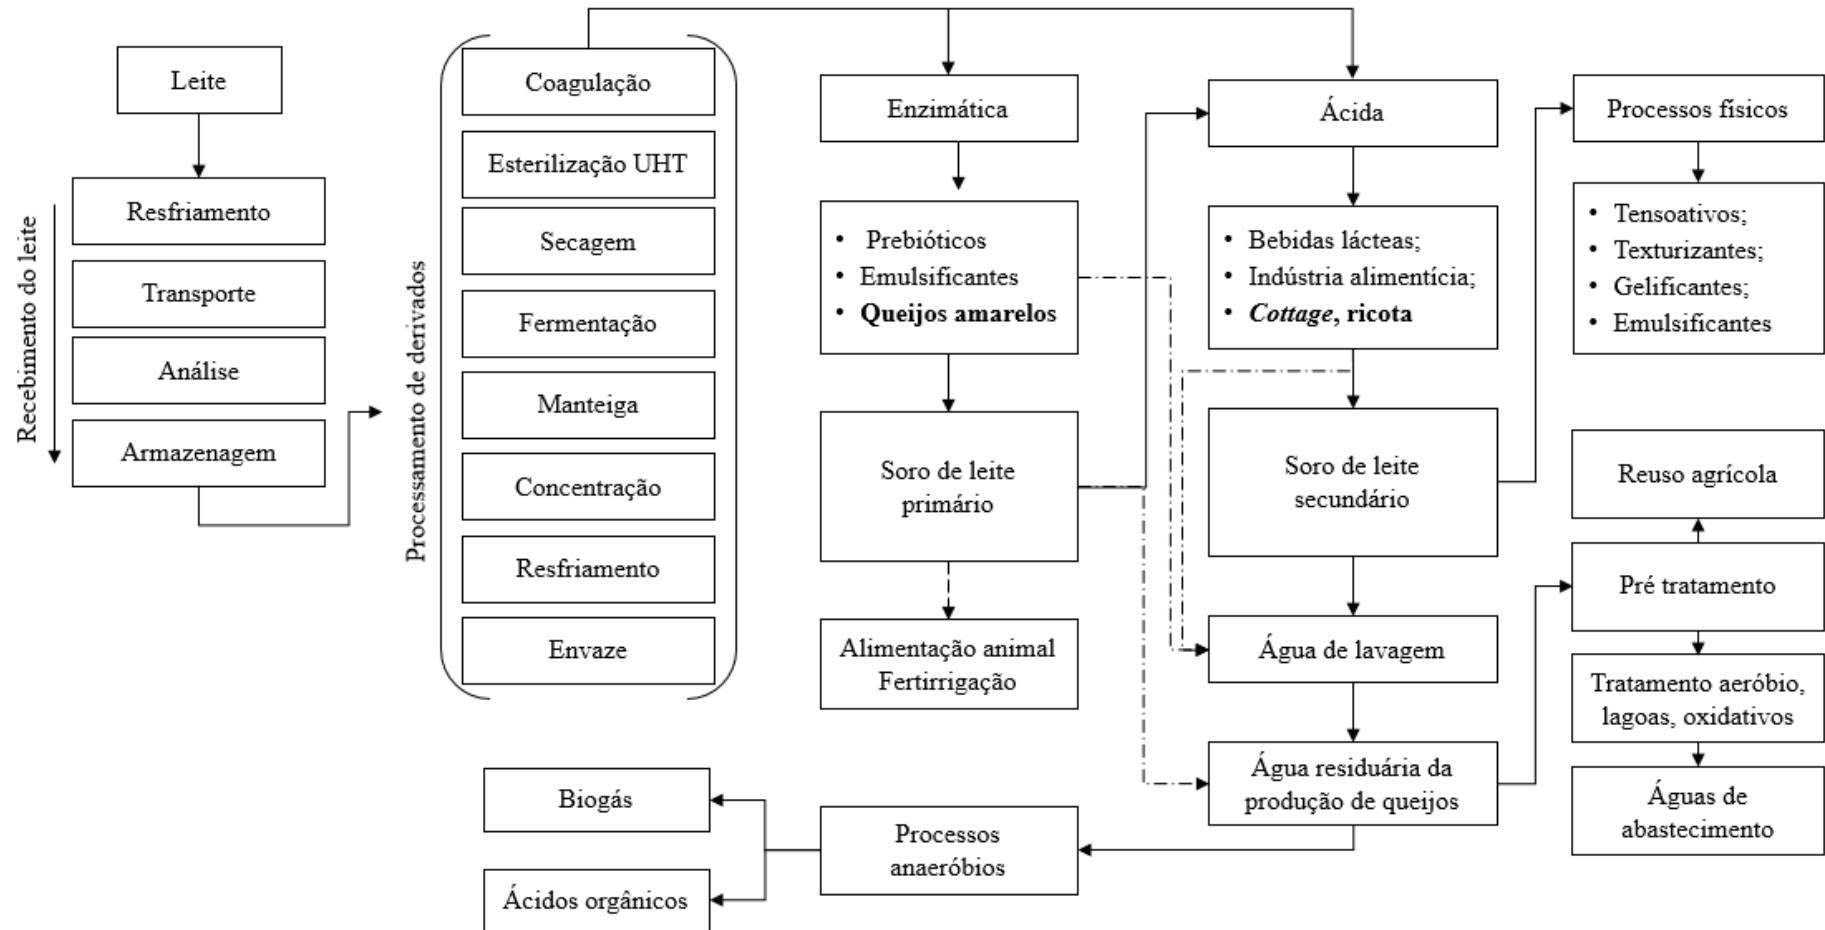 Leite
Recebimento do leite
Resfriamento
Transporte
Análise
Armazenagem
Processamento de derivados
Coagulação
Esterilização UHT
Secagem
Fermentação
Manteiga
Concentração
Resfriamento
Envaze
Enzimática
• Prebióticos
• Emulsificantes
• Queijos amarelos
Soro de leite
primário
Alimentação animal
Fertirrigação
Ácida
• Bebidas lácteas;
• Indústria alimentícia;
• Cottage, ricota
Soro de leite
secundário
Água de lavagem
Água residuária da
produção de queijos
Processos físicos
• Tensoativos;
• Texturizantes;
• Gelificantes;
• Emulsificantes
Reuso agrícola
Pré tratamento
Tratamento aeróbio,
lagoas, oxidativos
Águas de
abastecimento
Processos
anaeróbios
Biogás
Ácidos orgânicos